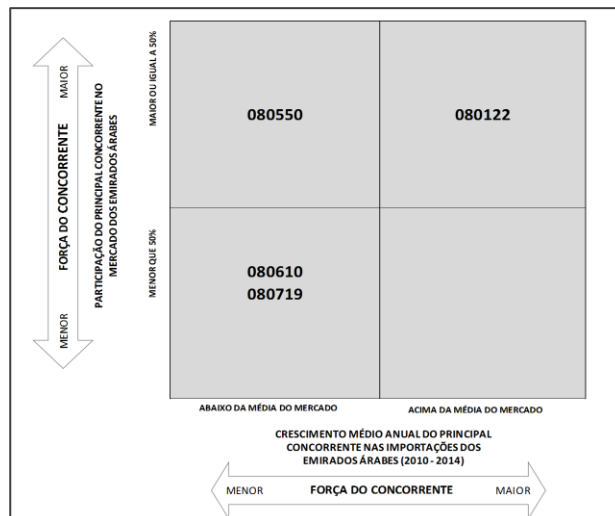 MAIOR
FORÇA DO CONCORRENTE
MENOR
PARTICIPAÇÃO DO PRINCIPAL CONCORRENTE NO
MERCADO DOS EMIRADOS ÁRABES
MAIOR OU IGUAL A 50%
MENOR QUE 50%
080550
080122
080610
080719
ABAIXO DA MÉDIA DO MERCADO
ACIMA DA MÉDIA DO MERCADO
CRESCIMENTO MÉDIO ANUAL DO PRINCIPAL
CONCORRENTE NAS IMPORTAÇÕES DOS
EMIRADOS ÁRABES (2010 - 2014)
MENOR FORÇA DO CONCORRENTE MAIOR